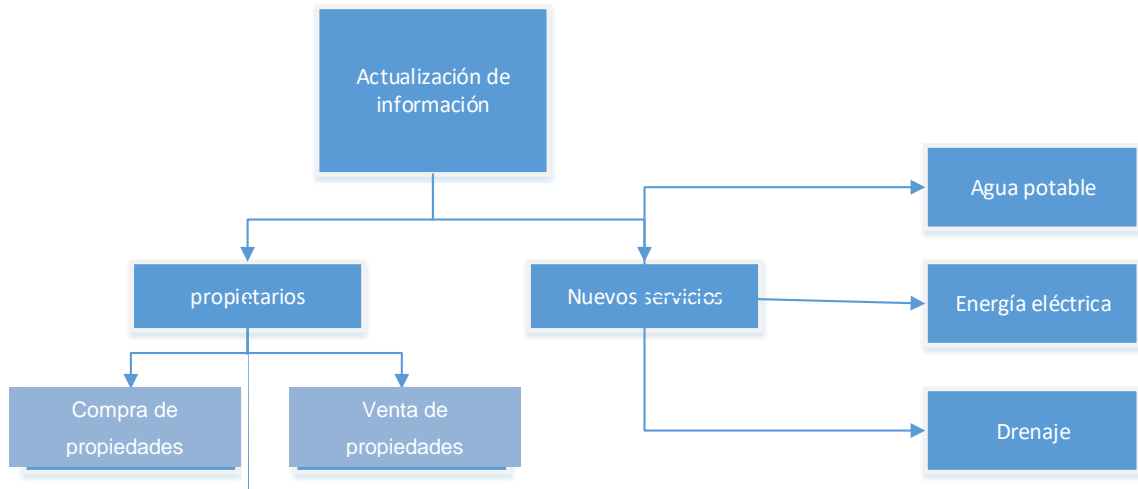 Actualización de
información
Agua potable
propietarios
Nuevos servicios
Energía eléctrica
Compra de
propiedades
Venta de
propiedades
Drenaje